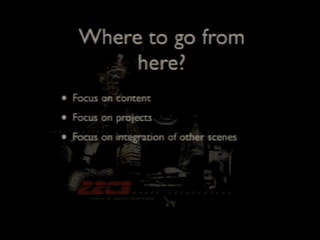 Where to go from
here?
Focus on content
Focus on projects
Focus on integration of other scenes